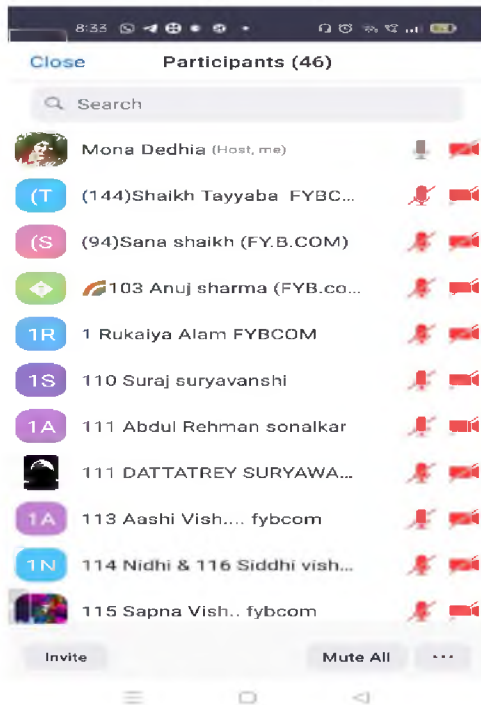 8:33
Close Participants (46)
Search
Mona Dedhia (Host, me)
(T (144)Shaikh Tayyaba FYBC...
(S (94)Sana shaikh (FY.B.COM)
103 Anuj sharma (FYB.co...
1R 1 Rukaiya Alam FYBCOM
1S 110 Suraj suryavanshi
1A 111 Abdul Rehman sonalkar
111 DATTATREY SURYAWA...
1A 113 Aashi Vish.... fybcom
1N 114 Nidhi & 116 Siddhi vish...
115 Sapna Vish.. fybcom
Invite Mute All ...